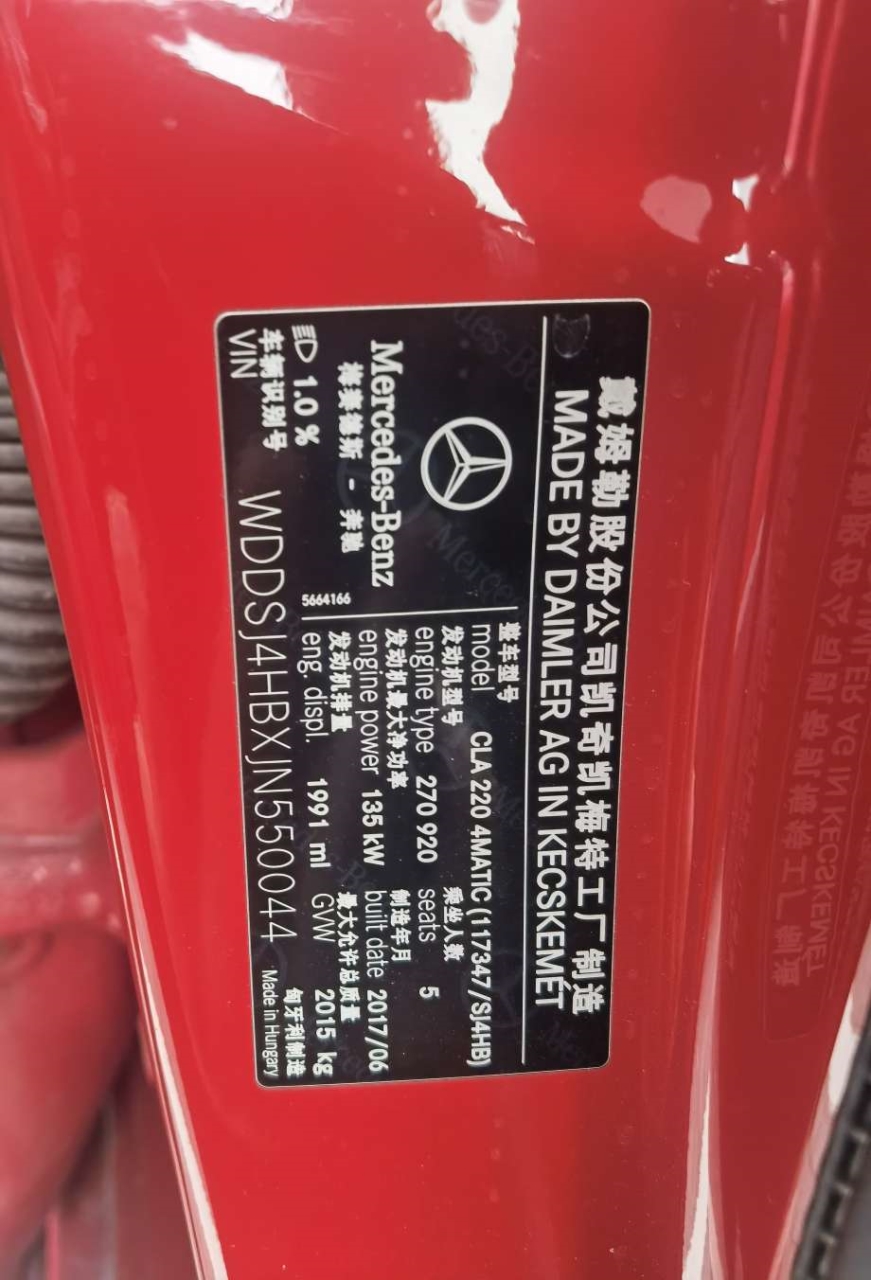 戴姆勒股份公司凯奇凯梅特工厂制造
MADE BY DAIMLER AG IN KECSKEMÉT
Mercedes-Benz
梅赛德斯 - 奔驰
5664166
整车型号
model CLA 220 4MATIC (117347/SJ4HB)
发动机型号 乘坐人数
engine type 270 920 seats 5
发动机最大净功率 制造年月
engine power 135 kW built date 2017/06
发动机排量 最大允许总质量
eng. displ. 1991 ml GVW 2015 kg
1.0 %
车辆识别号 匈牙利制造
VIN WDDSJ4HBXJN550044 Made in Hungary